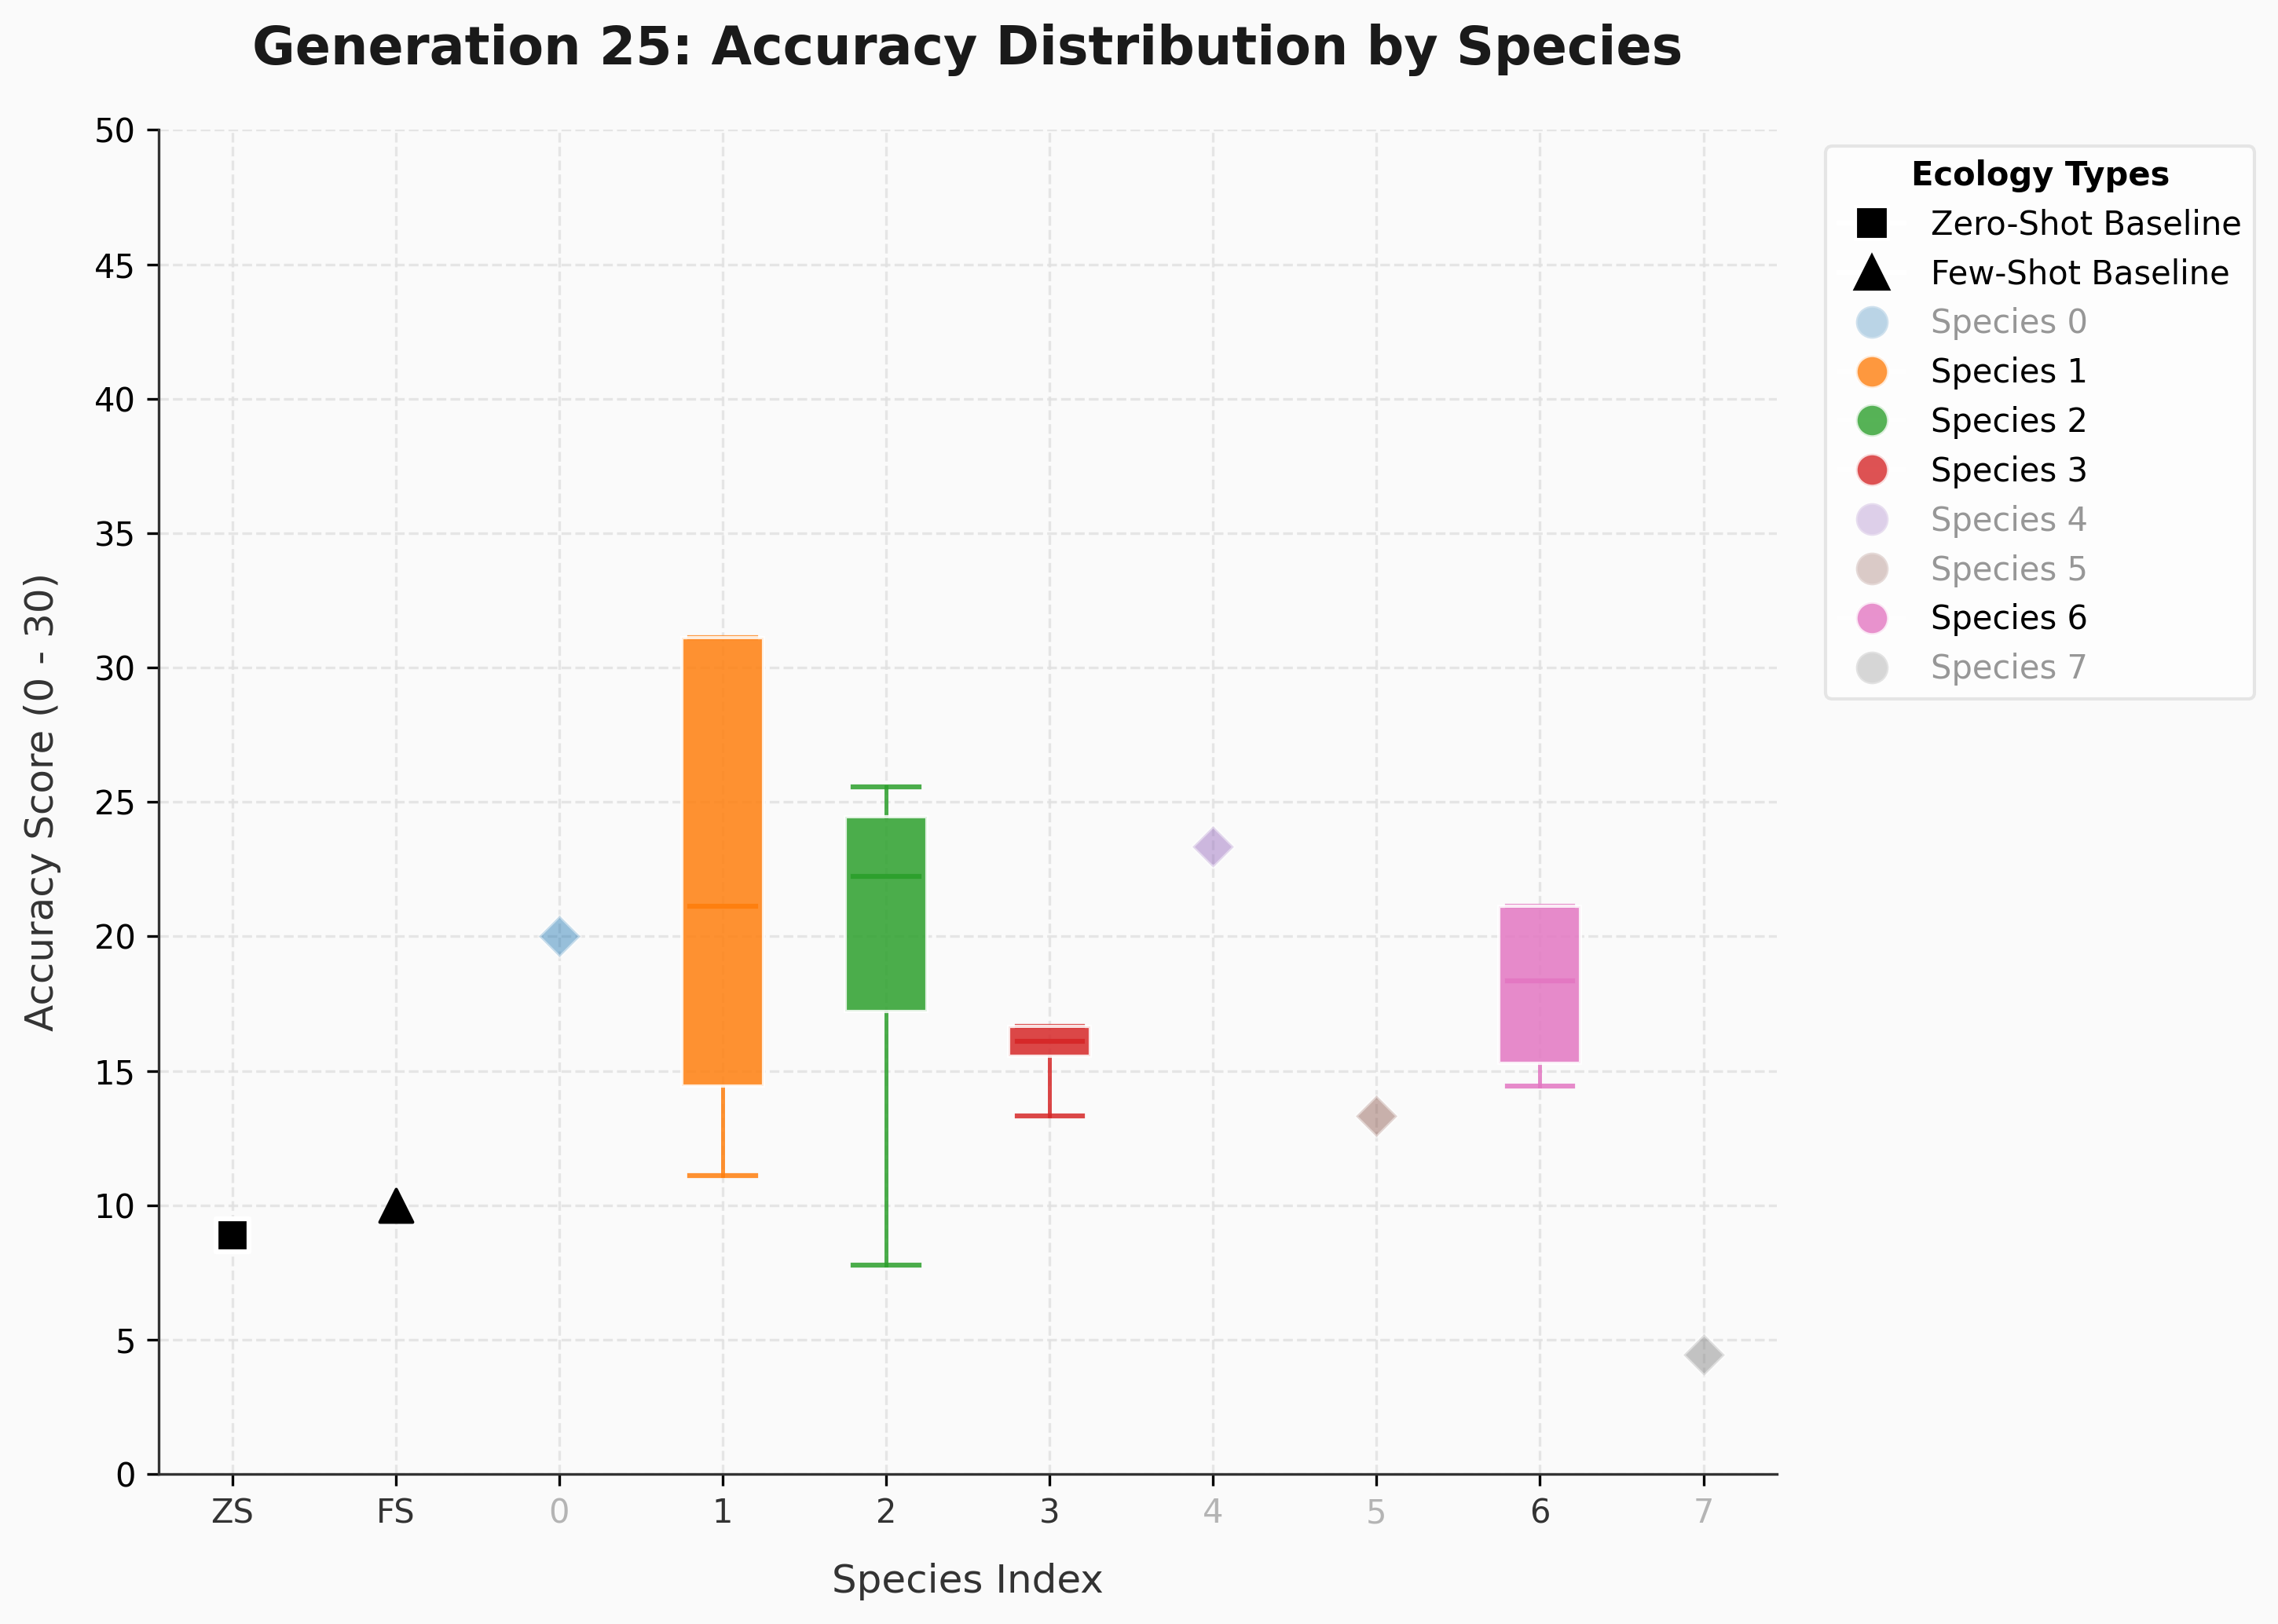 Generation 25: Accuracy Distribution by Species
50
45
40
35
30
25
20
15
10
5
0
Accuracy Score (0 - 30)
ZS FS 0 1 2 3 4 5 6 7
Species Index
Ecology Types
Zero-Shot Baseline
Few-Shot Baseline
Species 0
Species 1
Species 2
Species 3
Species 4
Species 5
Species 6
Species 7